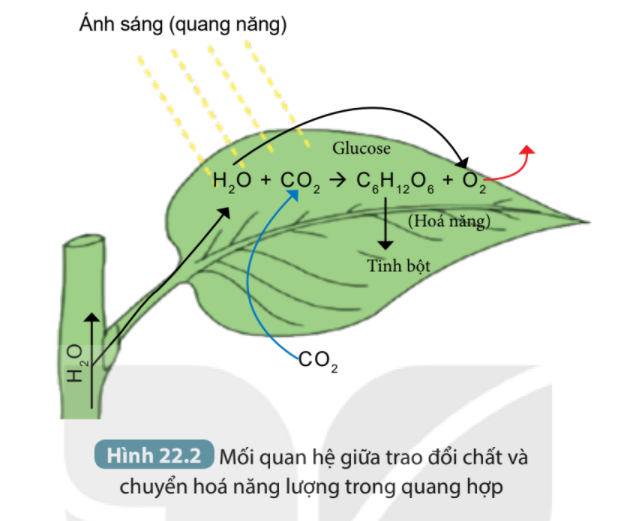 Ánh sáng (quang năng)
Glucose
H₂O + CO₂ → C₆H₁₂O₆ + O₂
(Hoá năng)
Tinh bột
H₂O
CO₂
Hình 22.2 Mối quan hệ giữa trao đổi chất và
chuyển hoá năng lượng trong quang hợp